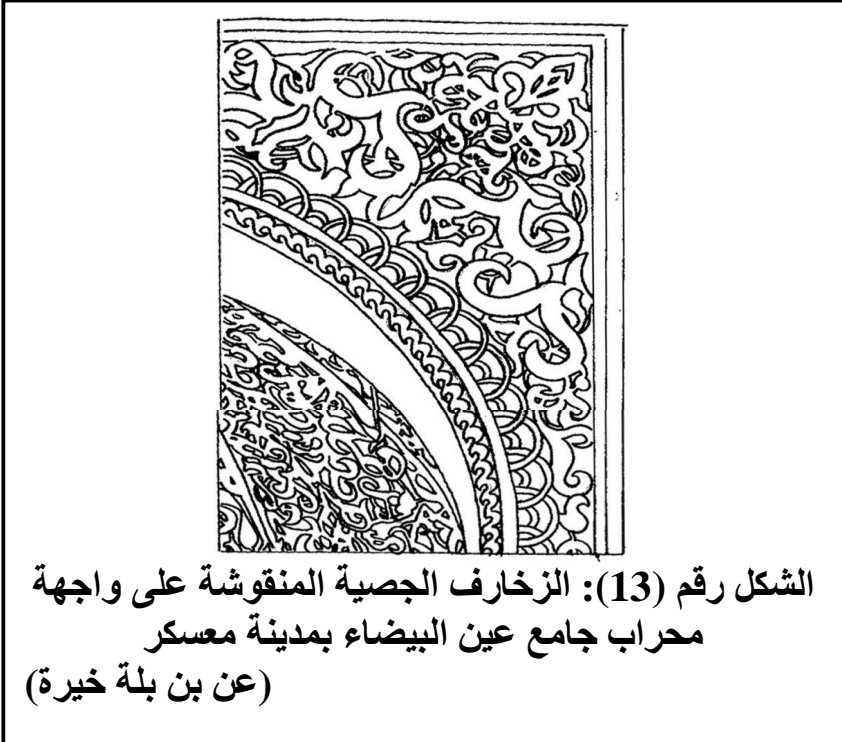 الشكل رقم (13): الزخارف الجصية المنقوشة على واجهة
محراب جامع عين البيضاء بمدينة معسكر
(عن بن بلة خيرة)